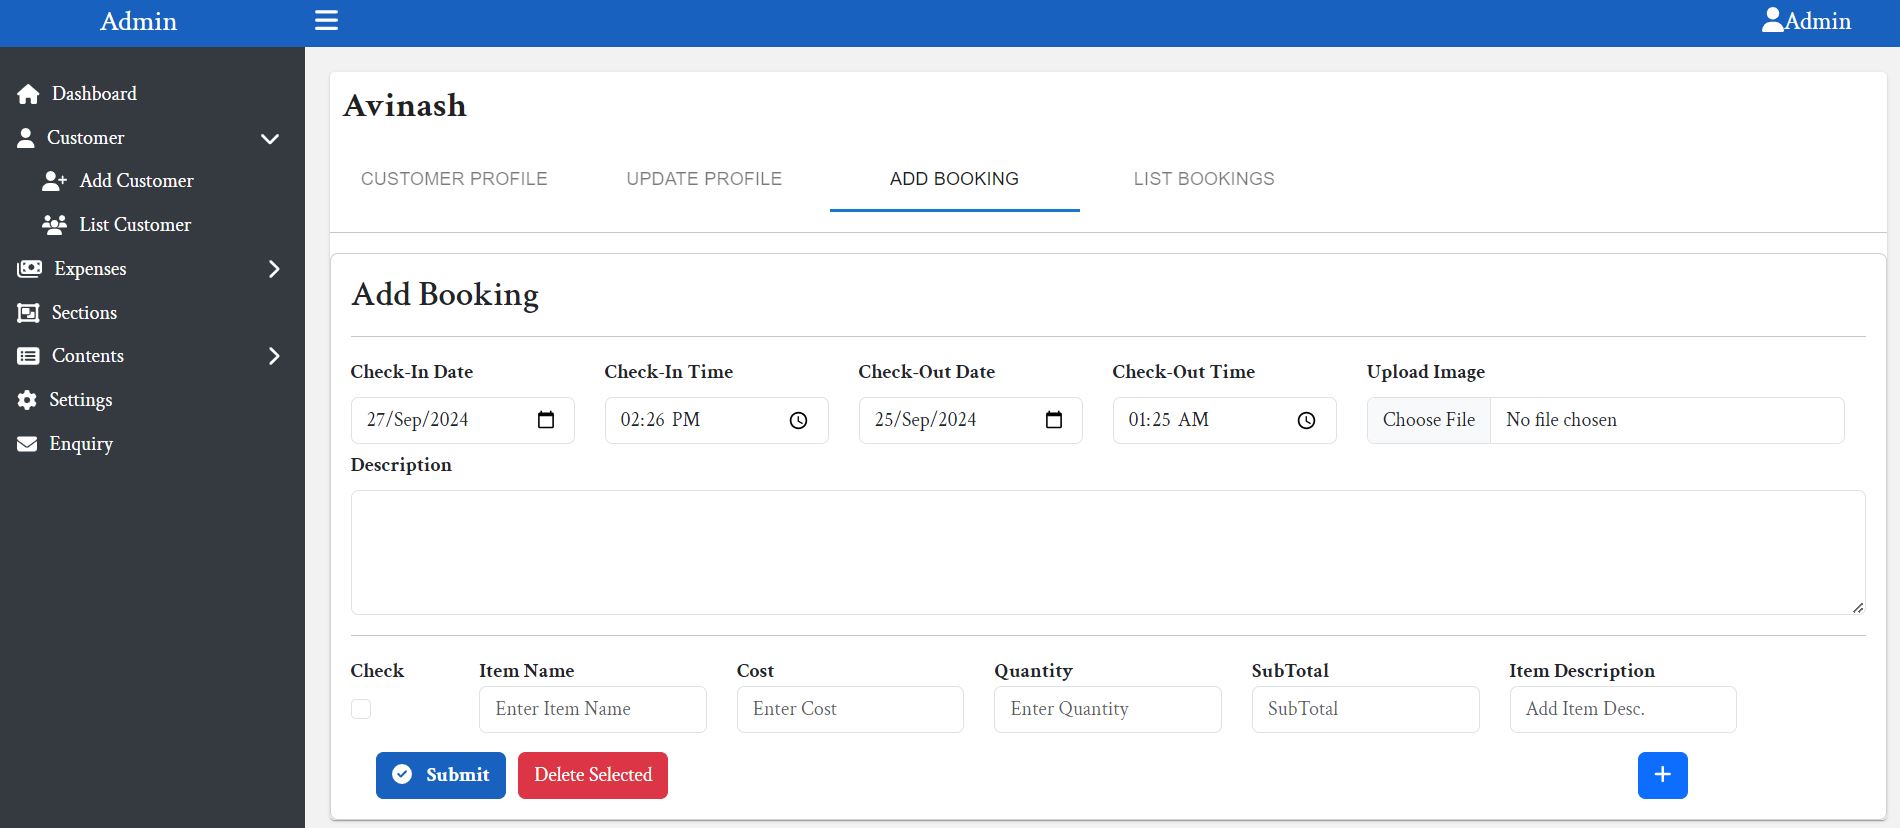 Admin
Admin
Dashboard
Customer
Add Customer
List Customer
Expenses
Sections
Contents
Settings
Enquiry
Avinash
CUSTOMER PROFILE UPDATE PROFILE ADD BOOKING LIST BOOKINGS
Add Booking
Check-In Date Check-In Time Check-Out Date Check-Out Time Upload Image
27/Sep/2024 02:26 PM 25/Sep/2024 01:25 AM Choose File No file chosen
Description
Check Item Name Cost Quantity SubTotal Item Description
Enter Item Name Enter Cost Enter Quantity SubTotal Add Item Desc.
Submit Delete Selected +